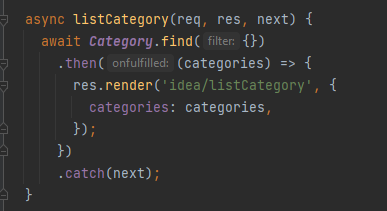 async listCategory(req, res, next) {
await Category.find( filter: {})
.then( onfulfilled: (categories) => {
res.render('idea/listCategory', {
categories: categories,
});
})
.catch(next);
}